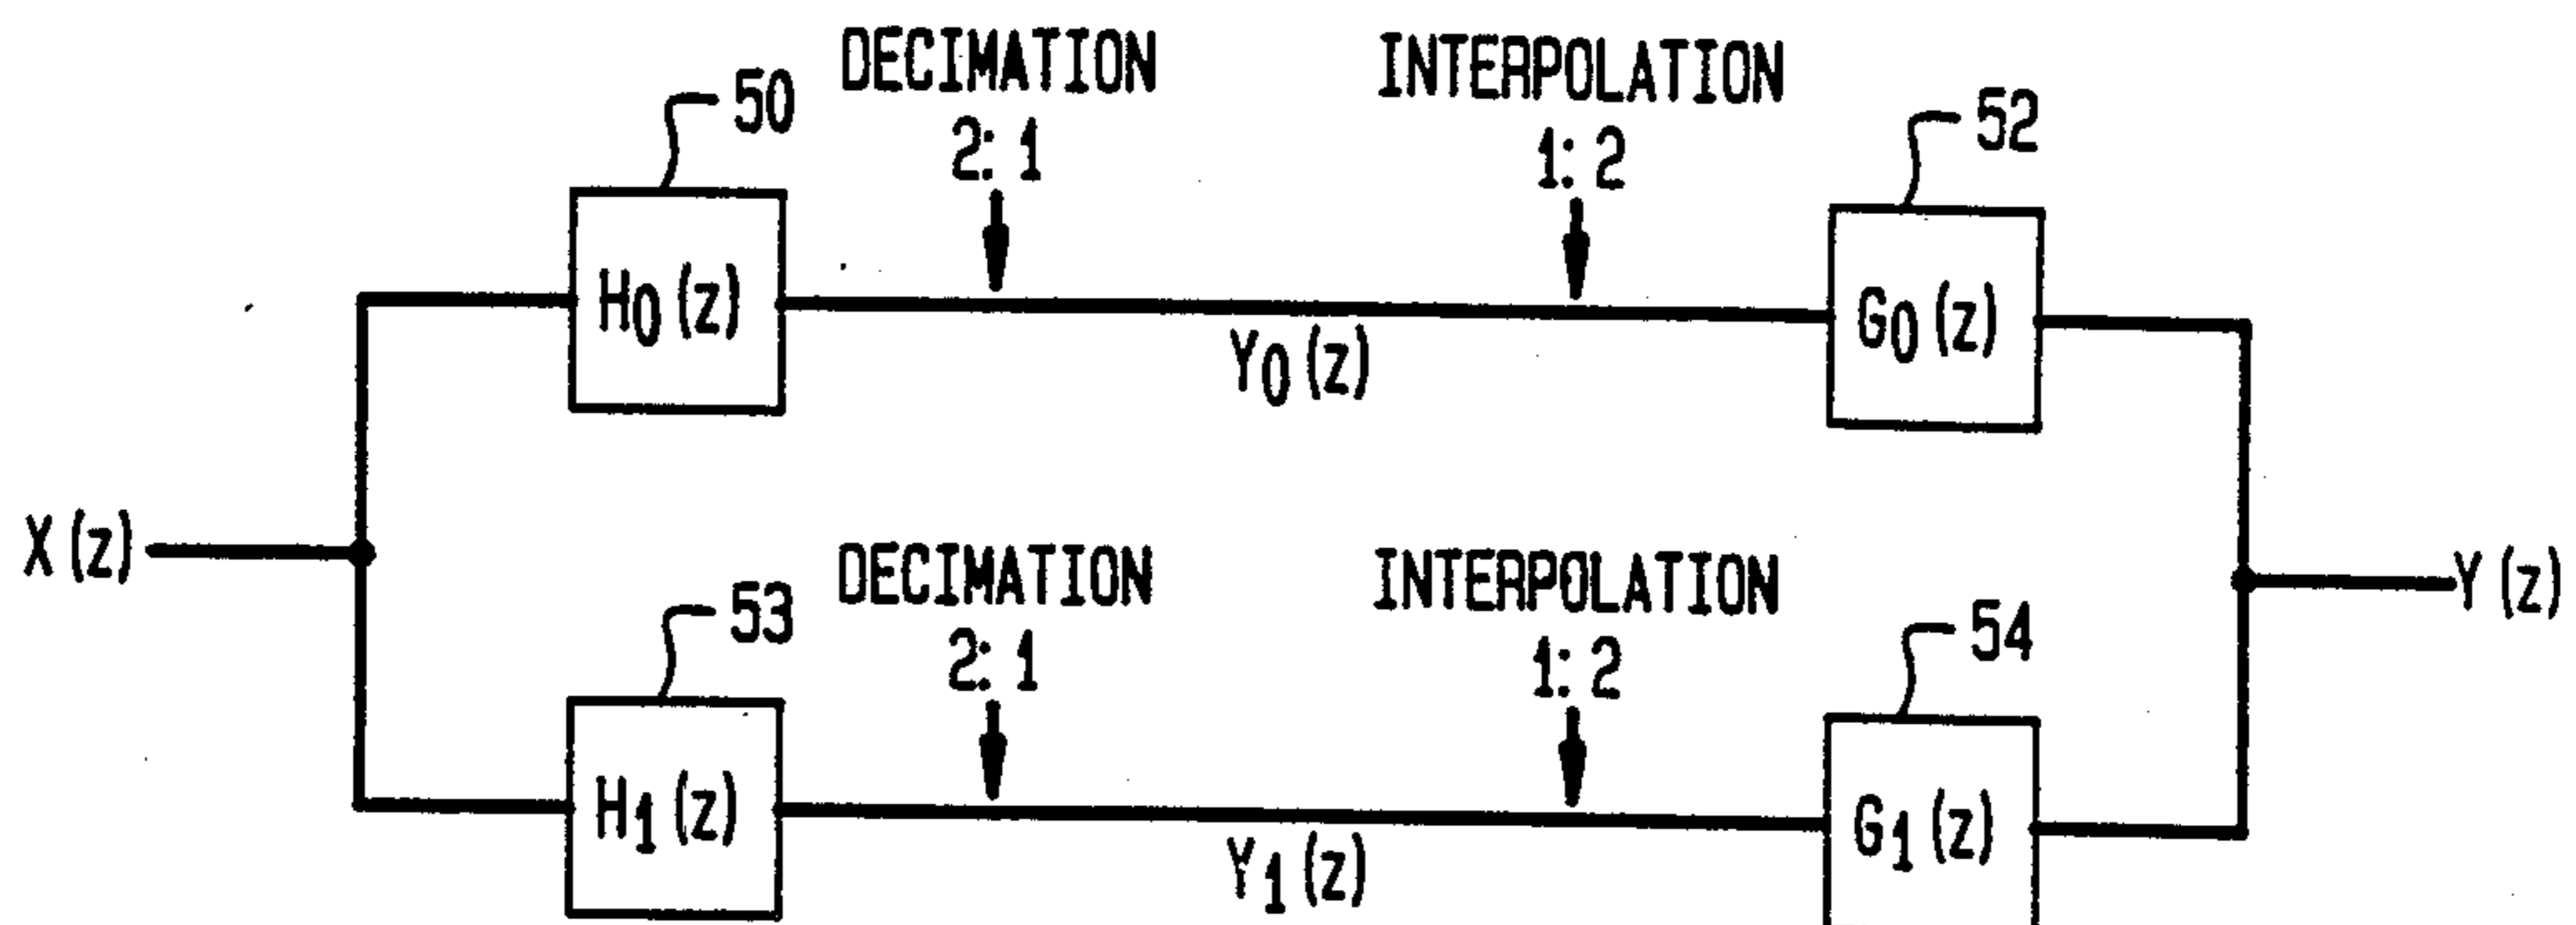 DECIMATION
2: 1
INTERPOLATION
1: 2
50
52
H0 (z)
G0 (z)
Y0 (z)
X (z)
Y (z)
DECIMATION
2: 1
INTERPOLATION
1: 2
53
54
H1 (z)
G1 (z)
Y1 (z)